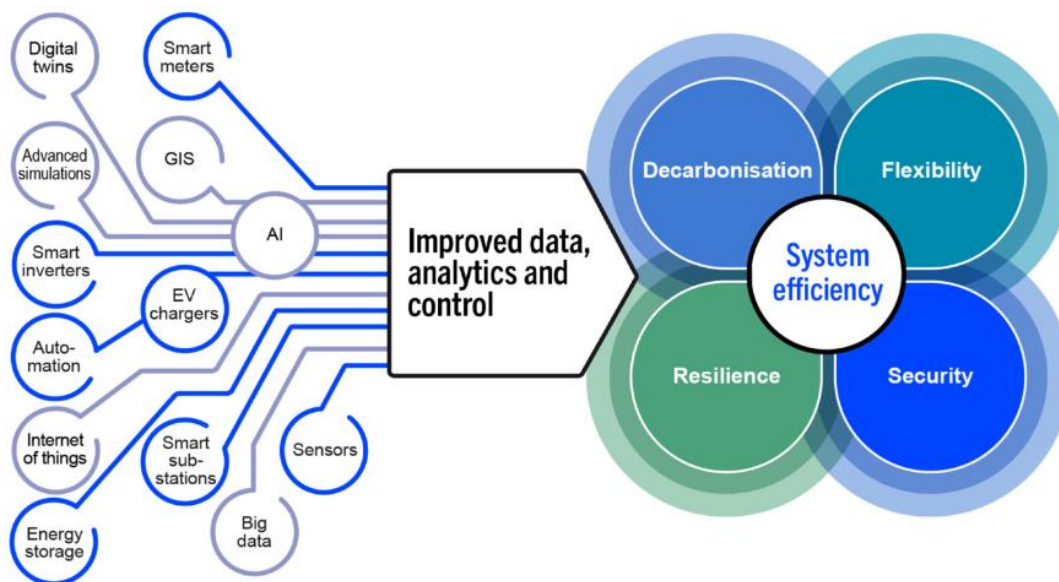 Digital
twins
Smart
meters
Advanced
simulations
GIS
AI
Smart
inverters
EV
chargers
Auto-
mation
Internet
of things
Smart
sub-
stations
Sensors
Energy
storage
Big
data
Improved data,
analytics and
control
Decarbonisation
Flexibility
System
efficiency
Resilience
Security